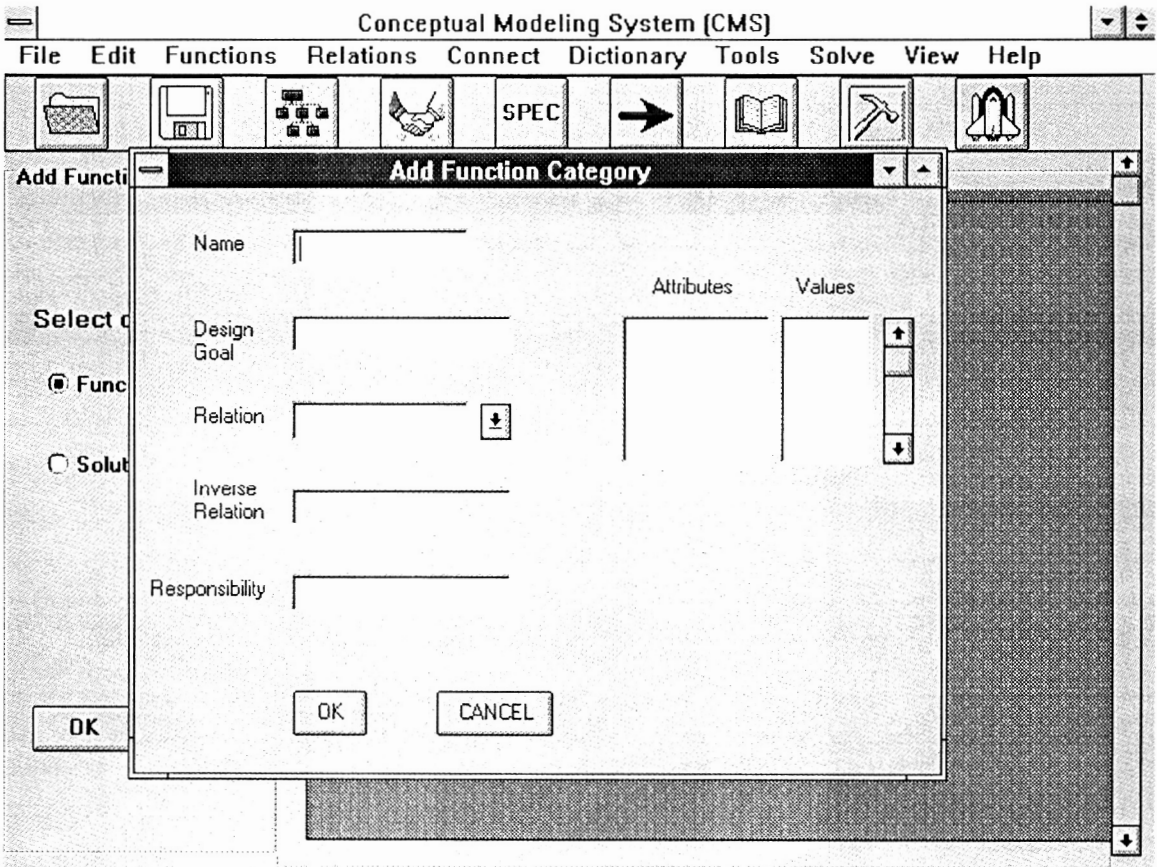 Conceptual Modeling System (CMS)
File Edit Functions Relations Connect Dictionary Tools Solve View Help
SPEC
Add Functi
Add Function Category
Name
Attributes Values
Select c
Design
Goal
Func
Relation
Solut
Inverse
Relation
Responsibility
OK CANCEL
OK